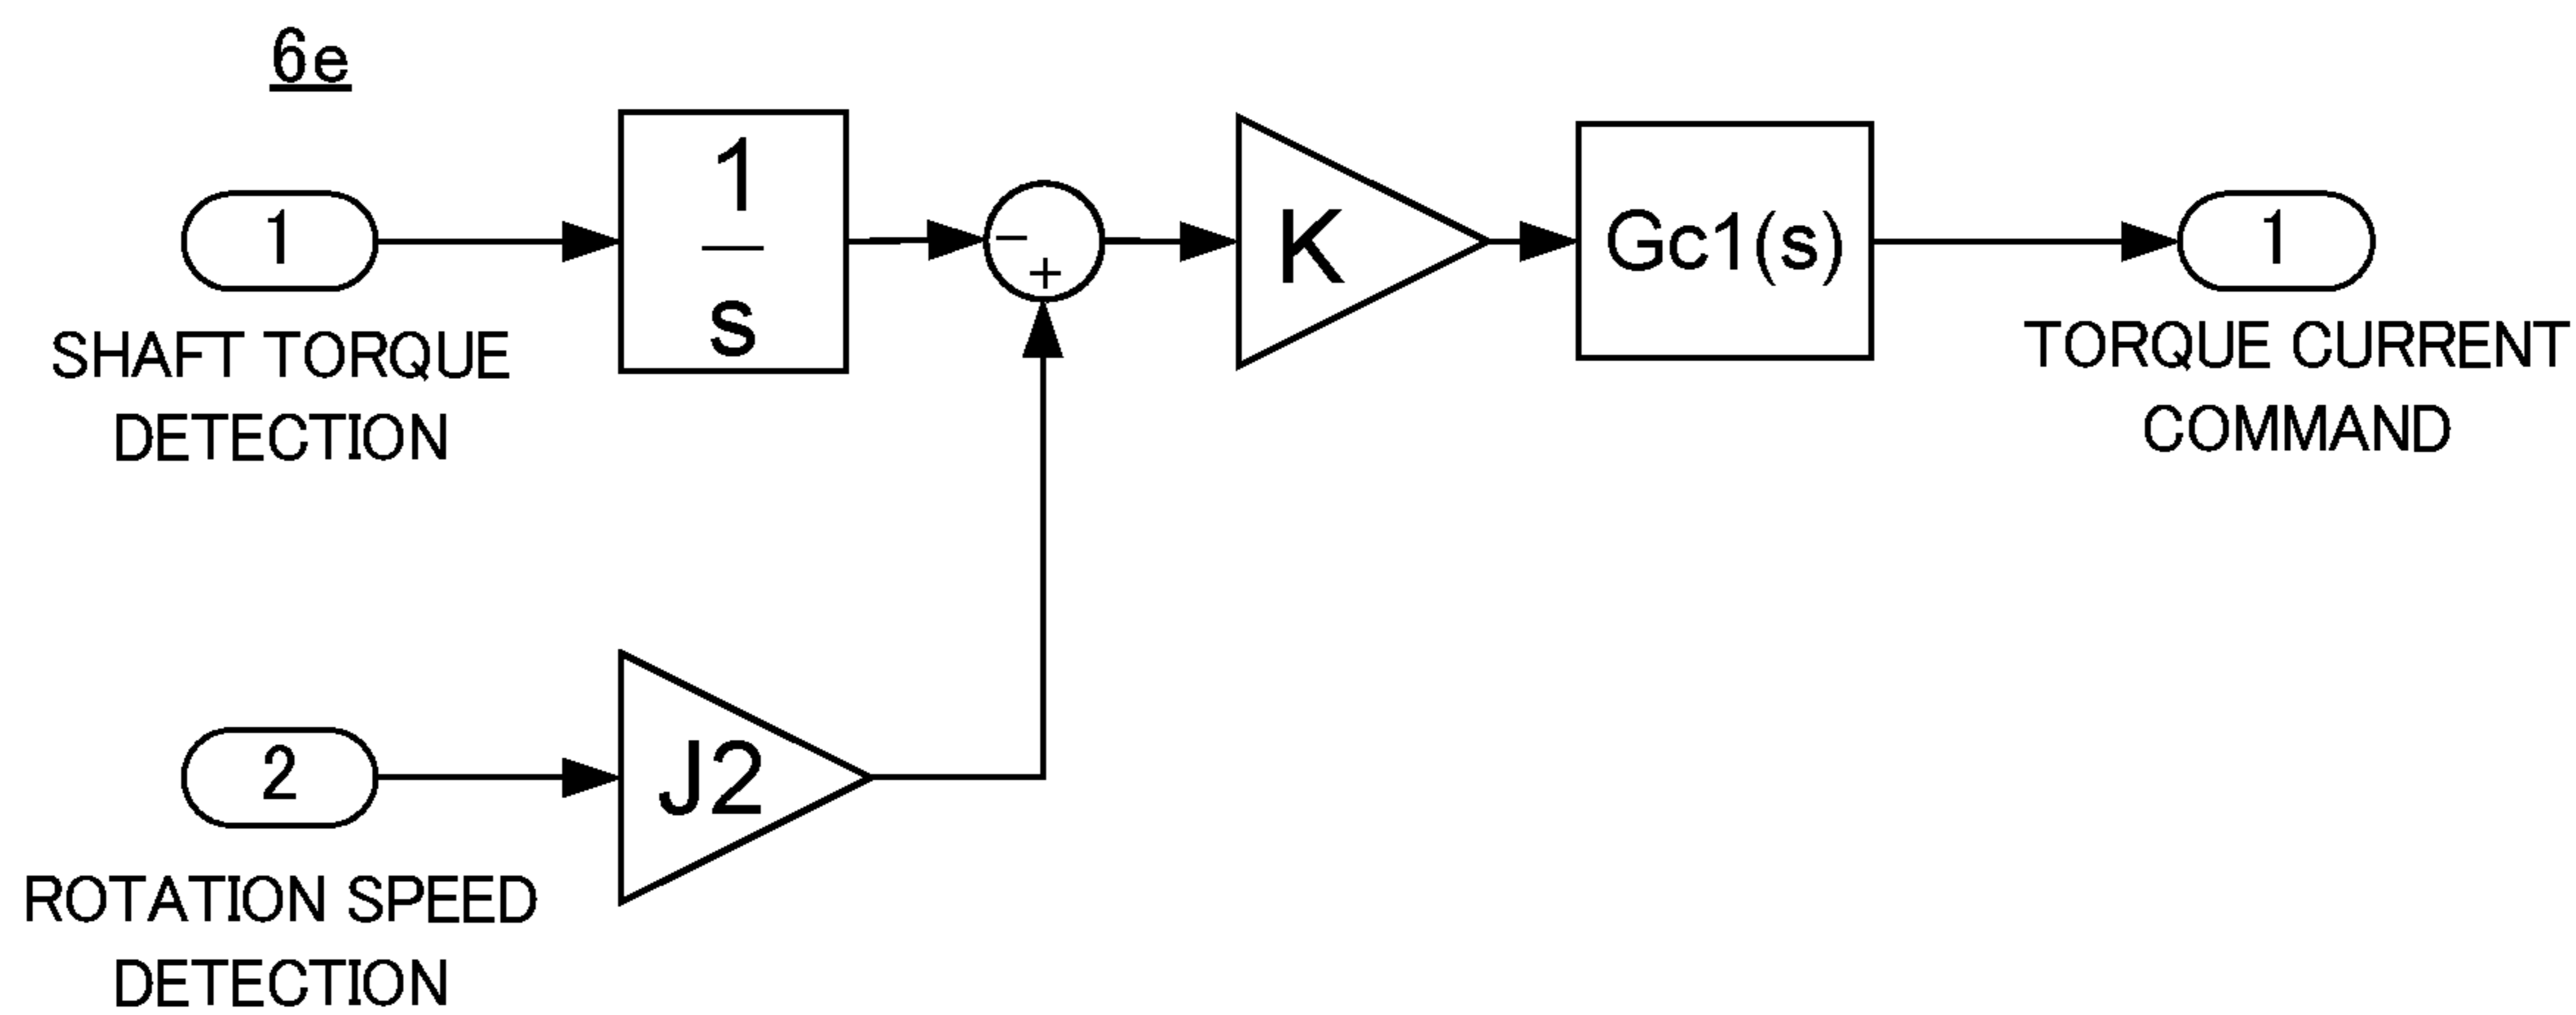 6e
1
SHAFT TORQUE
DETECTION
1
s
−
+
K
Gc1(s)
1
TORQUE CURRENT
COMMAND
2
ROTATION SPEED
DETECTION
J2